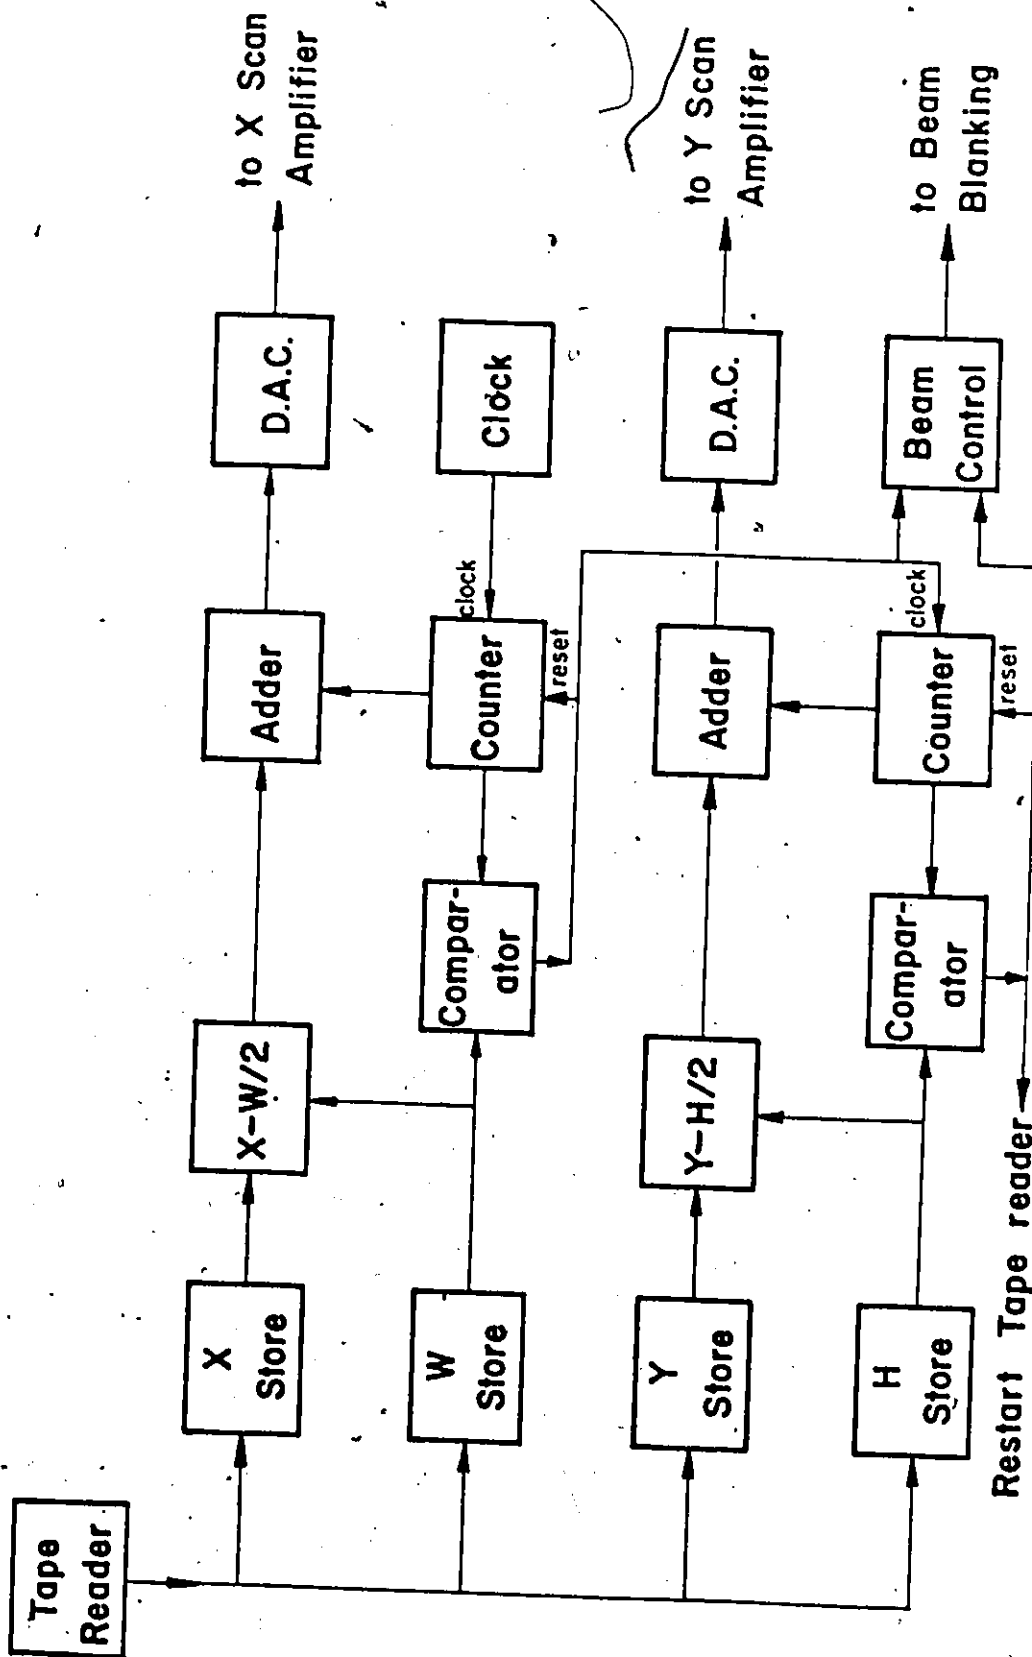 Tape
Reader
X
Store
X-W/2
Adder
D.A.C.
to X Scan
Amplifier
W
Store
Compar-
ator
Counter
clock
reset
Clock
Y
Store
Y-H/2
Adder
D.A.C.
to Y Scan
Amplifier
H
Store
Compar-
ator
Counter
clock
reset
Beam
Control
to Beam
Blanking
Restart Tape reader